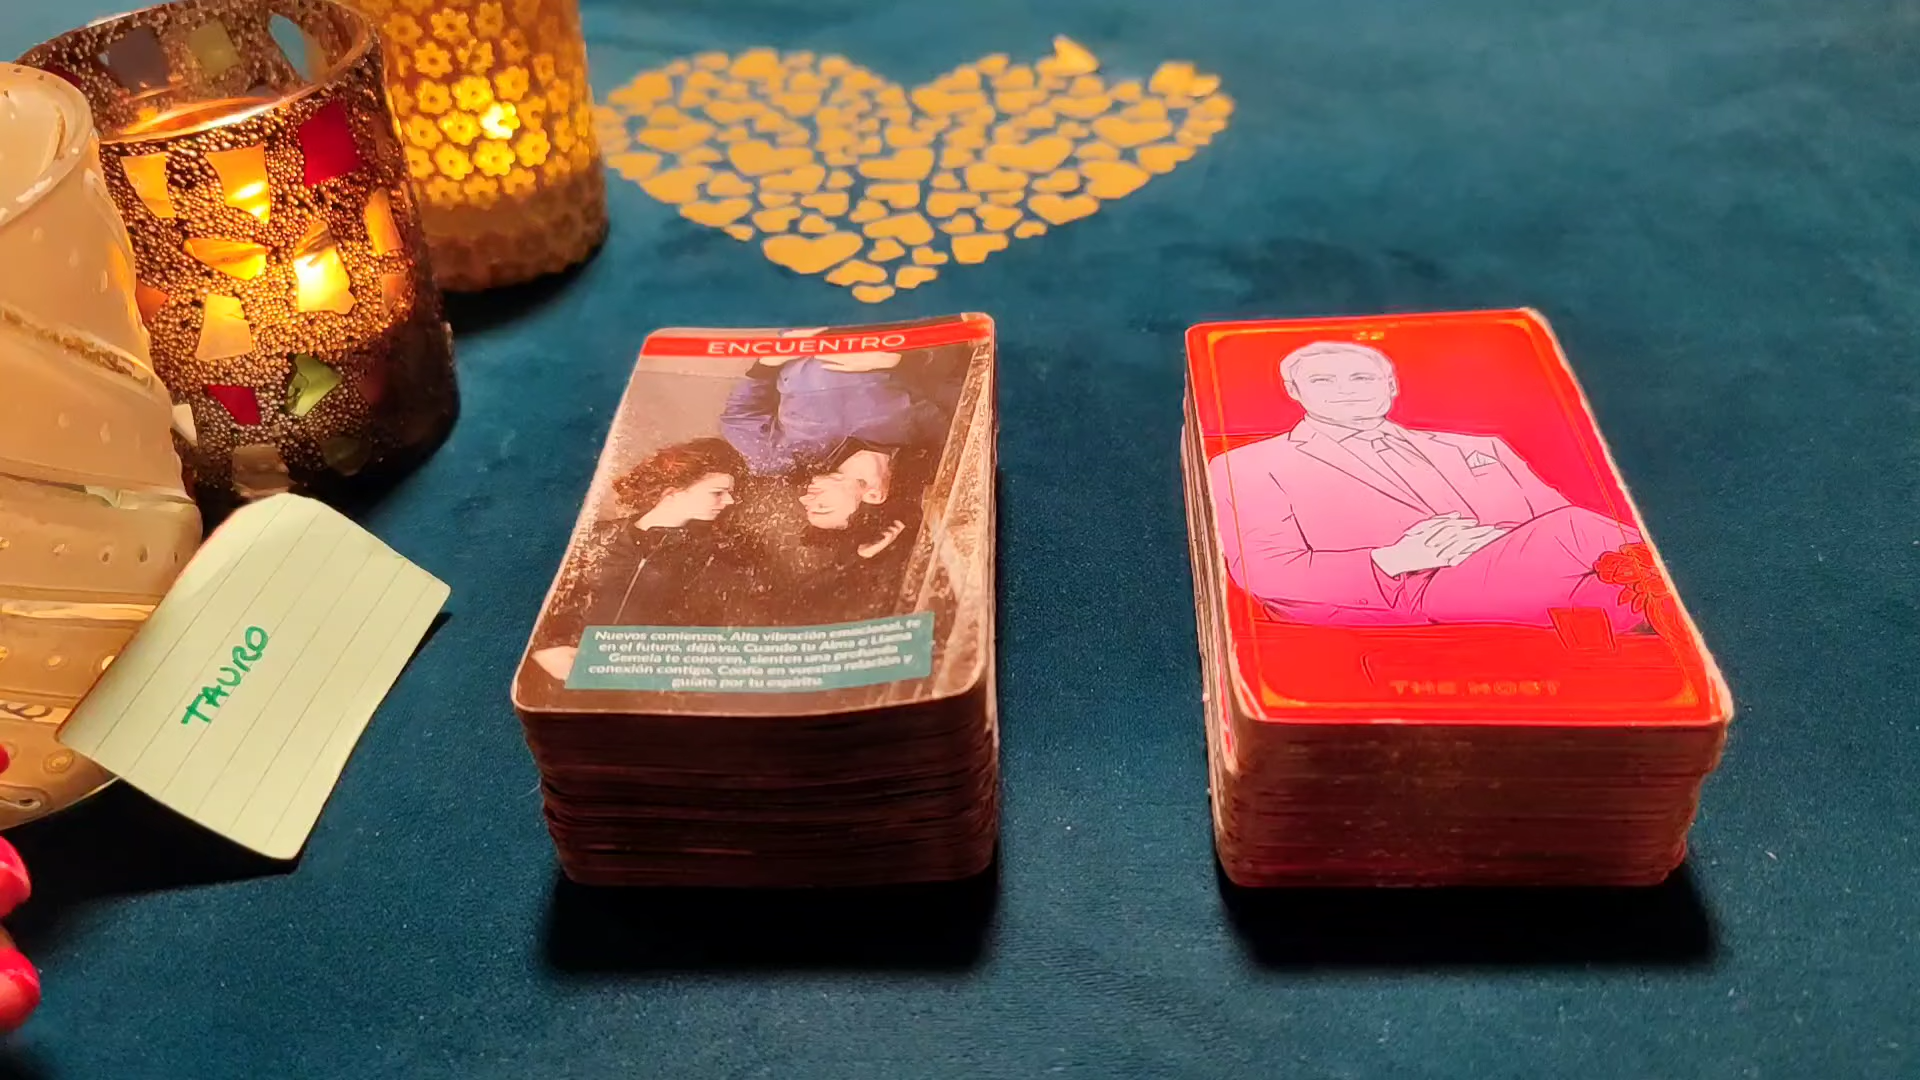 ENCUENTRO
Nuevos comienzos. Alta vibración emocional, te
en el futuro, déjà vu. Cuando tu Alma o Llama
Gemela te conocen, sienten una profunda
conexión contigo. Confía en vuestra relación y
guíate por tu espíritu
TAURO
THE HOST